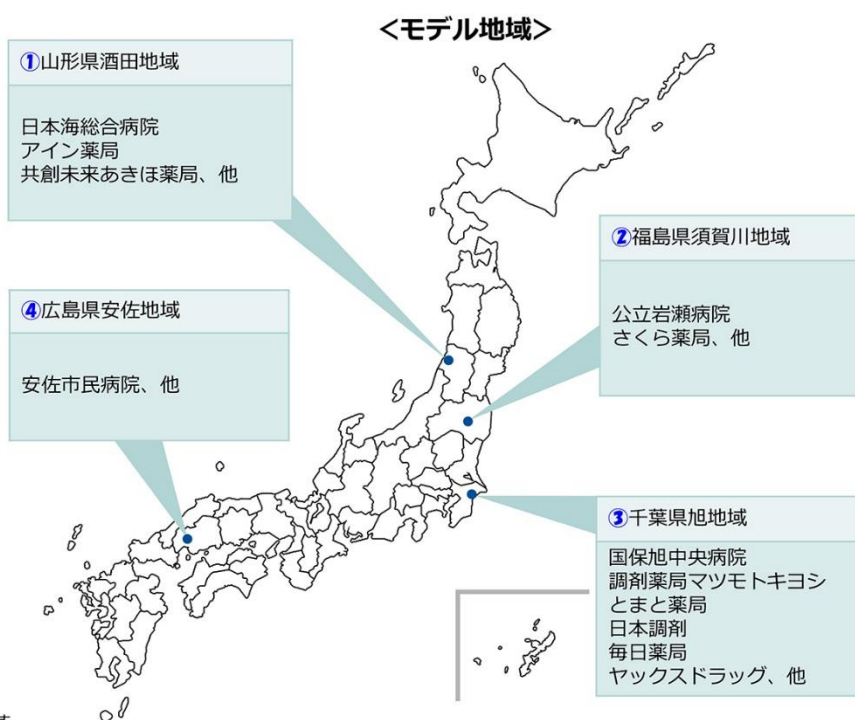 <モデル地域>
①山形県酒田地域
日本海総合病院
アイン薬局
共創未来あきほ薬局、他
②福島県須賀川地域
公立岩瀬病院
さくら薬局、他
④広島県安佐地域
安佐市民病院、他
③千葉県旭地域
国保旭中央病院
調剤薬局マツモトキヨシ
とまと薬局
日本調剤
毎日薬局
ヤックスドラッグ、他
す